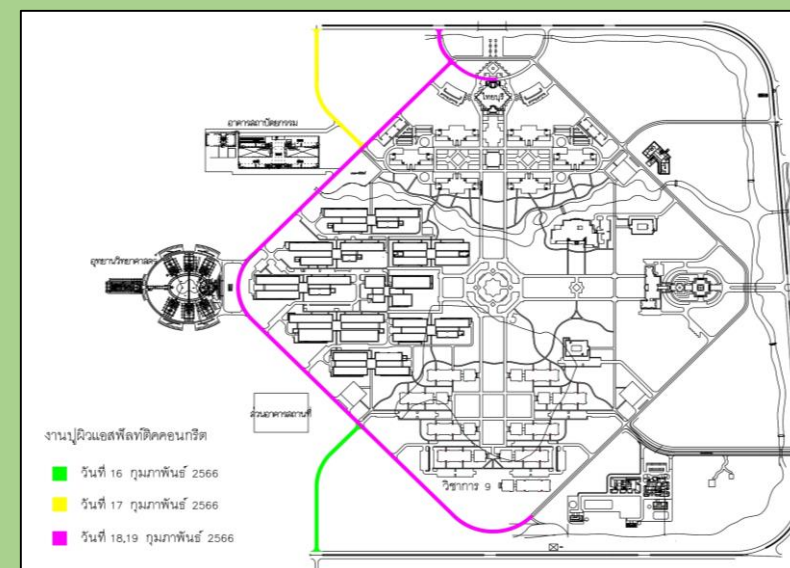 ไทยบุรี
อาคารสถาปัตยกรรม
อุทยานวิทยาศาสตร์
ส่วนอาคารสถานที่
วิชาการ 9
งานปูผิวแอสฟัลท์ติคคอนกรีต
วันที่ 16 กุมภาพันธ์ 2566
วันที่ 17 กุมภาพันธ์ 2566
วันที่ 18,19 กุมภาพันธ์ 2566